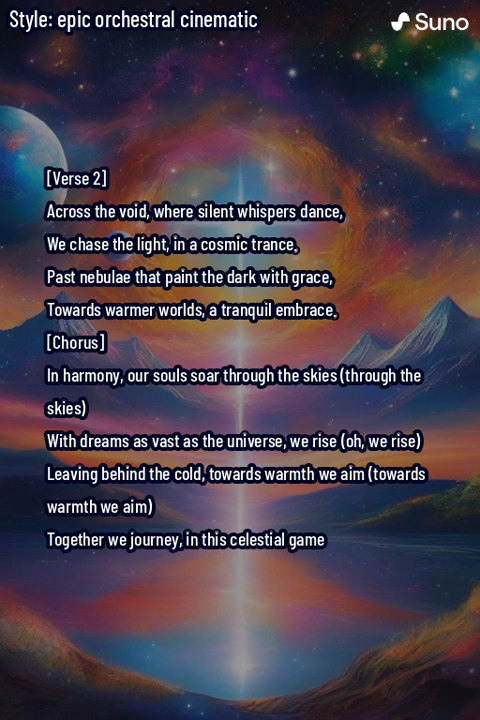 Style: epic orchestral cinematic
Suno
[Verse 2]
Across the void, where silent whispers dance,
We chase the light, in a cosmic trance,
Past nebulae that paint the dark with grace,
Towards warmer worlds, a tranquil embrace.
[Chorus]
In harmony, our souls soar through the skies (through the
skies)
With dreams as vast as the universe, we rise (oh, we rise)
Leaving behind the cold, towards warmth we aim (towards
warmth we aim)
Together we journey, in this celestial game